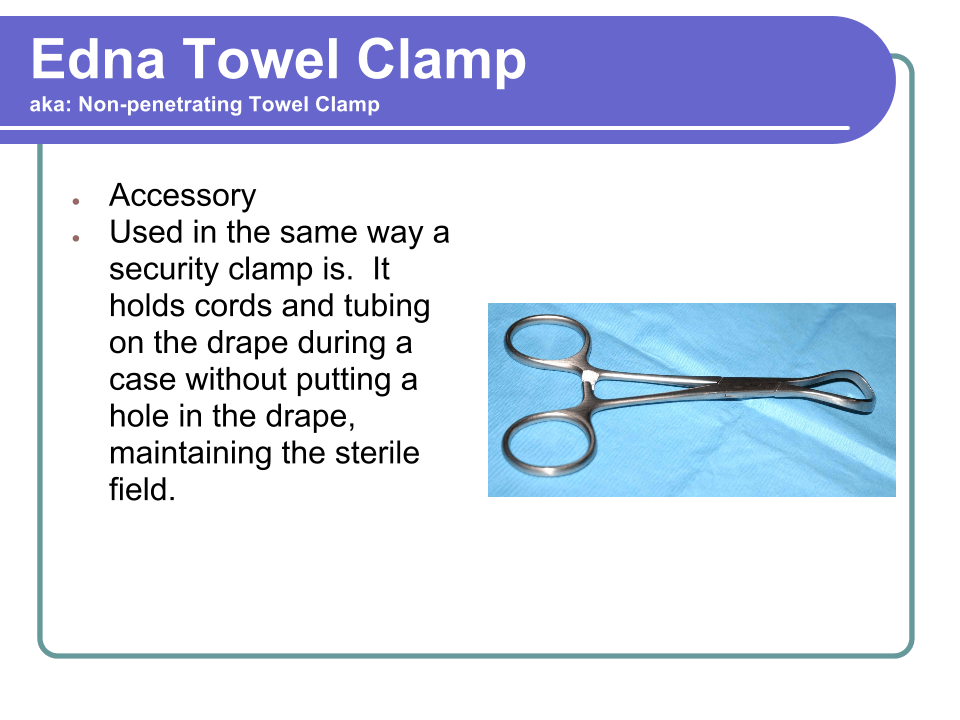 Edna Towel Clamp
aka: Non-penetrating Towel Clamp
● Accessory
● Used in the same way a
security clamp is.  It
holds cords and tubing
on the drape during a
case without putting a
hole in the drape,
maintaining the sterile
field.